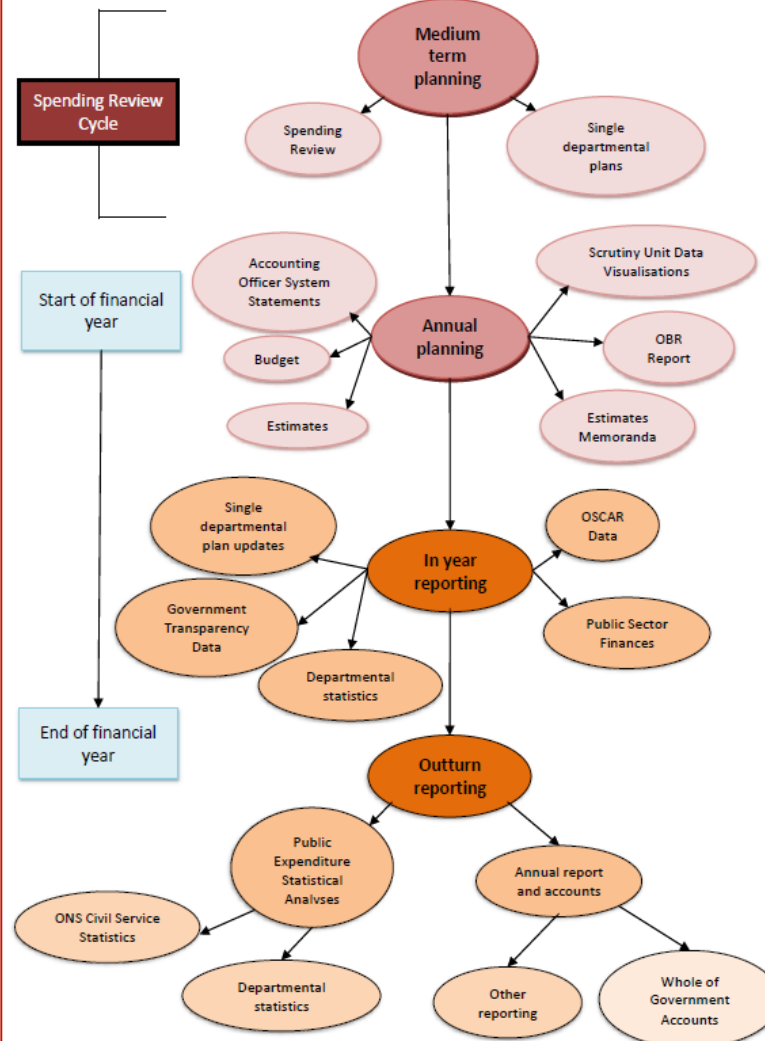 Medium
term
planning
Spending Review
Cycle
Spending
Review
Single
departmental
plans
Accounting
Officer System
Statements
Scrutiny Unit Data
Visualisations
Start of financial
year
Annual
planning
Budget
OBR
Report
Estimates
Estimates
Memoranda
Single
departmental
plan updates
OSCAR
Data
In year
reporting
Government
Transparency
Data
Public Sector
Finances
Departmental
statistics
End of financial
year
Outturn
reporting
Public
Expenditure
Statistical
Analyses
Annual report
and accounts
ONS Civil Service
Statistics
Departmental
statistics
Other
reporting
Whole of
Government
Accounts